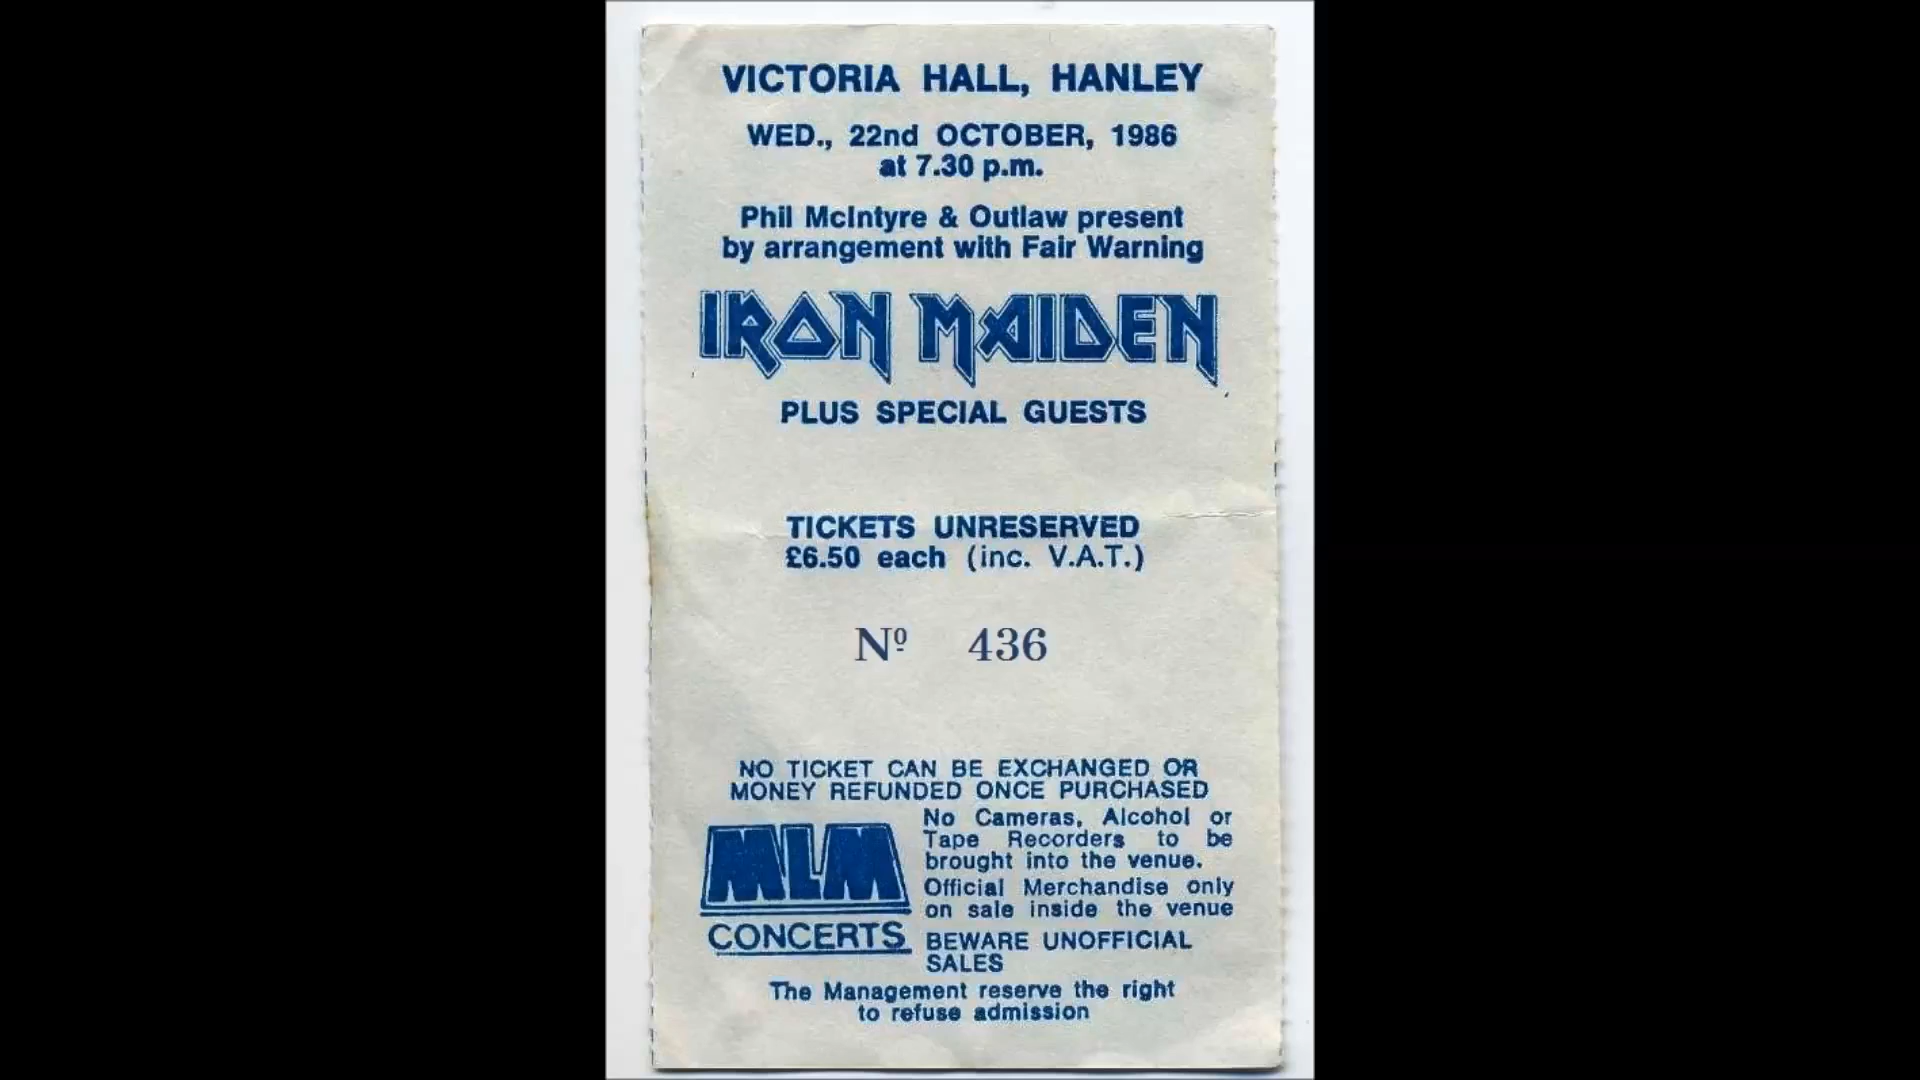 VICTORIA HALL, HANLEY
WED., 22nd OCTOBER, 1986
at 7.30 p.m.
Phil McIntyre & Outlaw present
by arrangement with Fair Warning
IRON MAIDEN
PLUS SPECIAL GUESTS
TICKETS UNRESERVED
£6.50 each (inc. V.A.T.)
Nº 436
NO TICKET CAN BE EXCHANGED OR
MONEY REFUNDED ONCE PURCHASED
MLM
CONCERTS
No Cameras, Alcohol or
Tape Recorders to be
brought into the venue.
Official Merchandise only
on sale inside the venue
BEWARE UNOFFICIAL
SALES
The Management reserve the right
to refuse admission